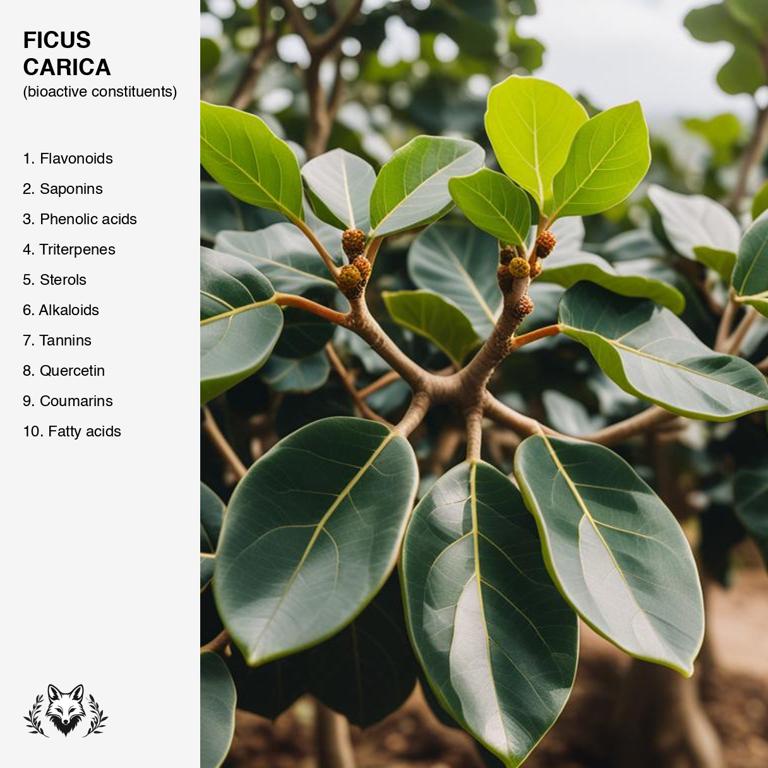 FICUS
CARICA
(bioactive constituents)
1. Flavonoids
2. Saponins
3. Phenolic acids
4. Triterpenes
5. Sterols
6. Alkaloids
7. Tannins
8. Quercetin
9. Coumarins
10. Fatty acids